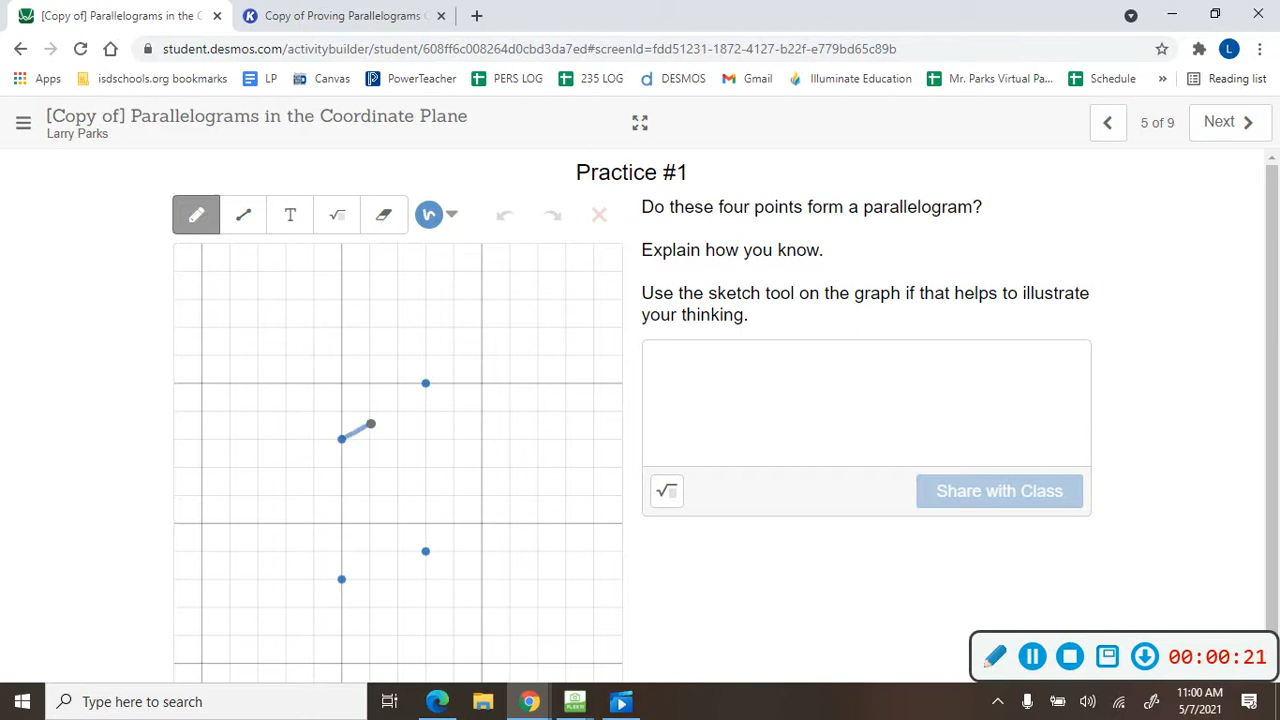 [Copy of] Parallelograms in the C
Copy of Proving Parallelograms
student.desmos.com/activitybuilder/student/608ff6c008264d0cbd3da7ed#screenId=fdd51231-1872-4127-b22f-e779bd65c89b
L
Apps isdschools.org bookmarks LP Canvas PowerTeacher PERS LOG 235 LOG DESMOS Gmail Illuminate Education Mr. Parks Virtual Pa... Schedule » Reading list
[Copy of] Parallelograms in the Coordinate Plane
Larry Parks
5 of 9 Next
Practice #1
T
Do these four points form a parallelogram?
Explain how you know.
Use the sketch tool on the graph if that helps to illustrate
your thinking.
Share with Class
00:00:21
Type here to search
11:00 AM
5/7/2021